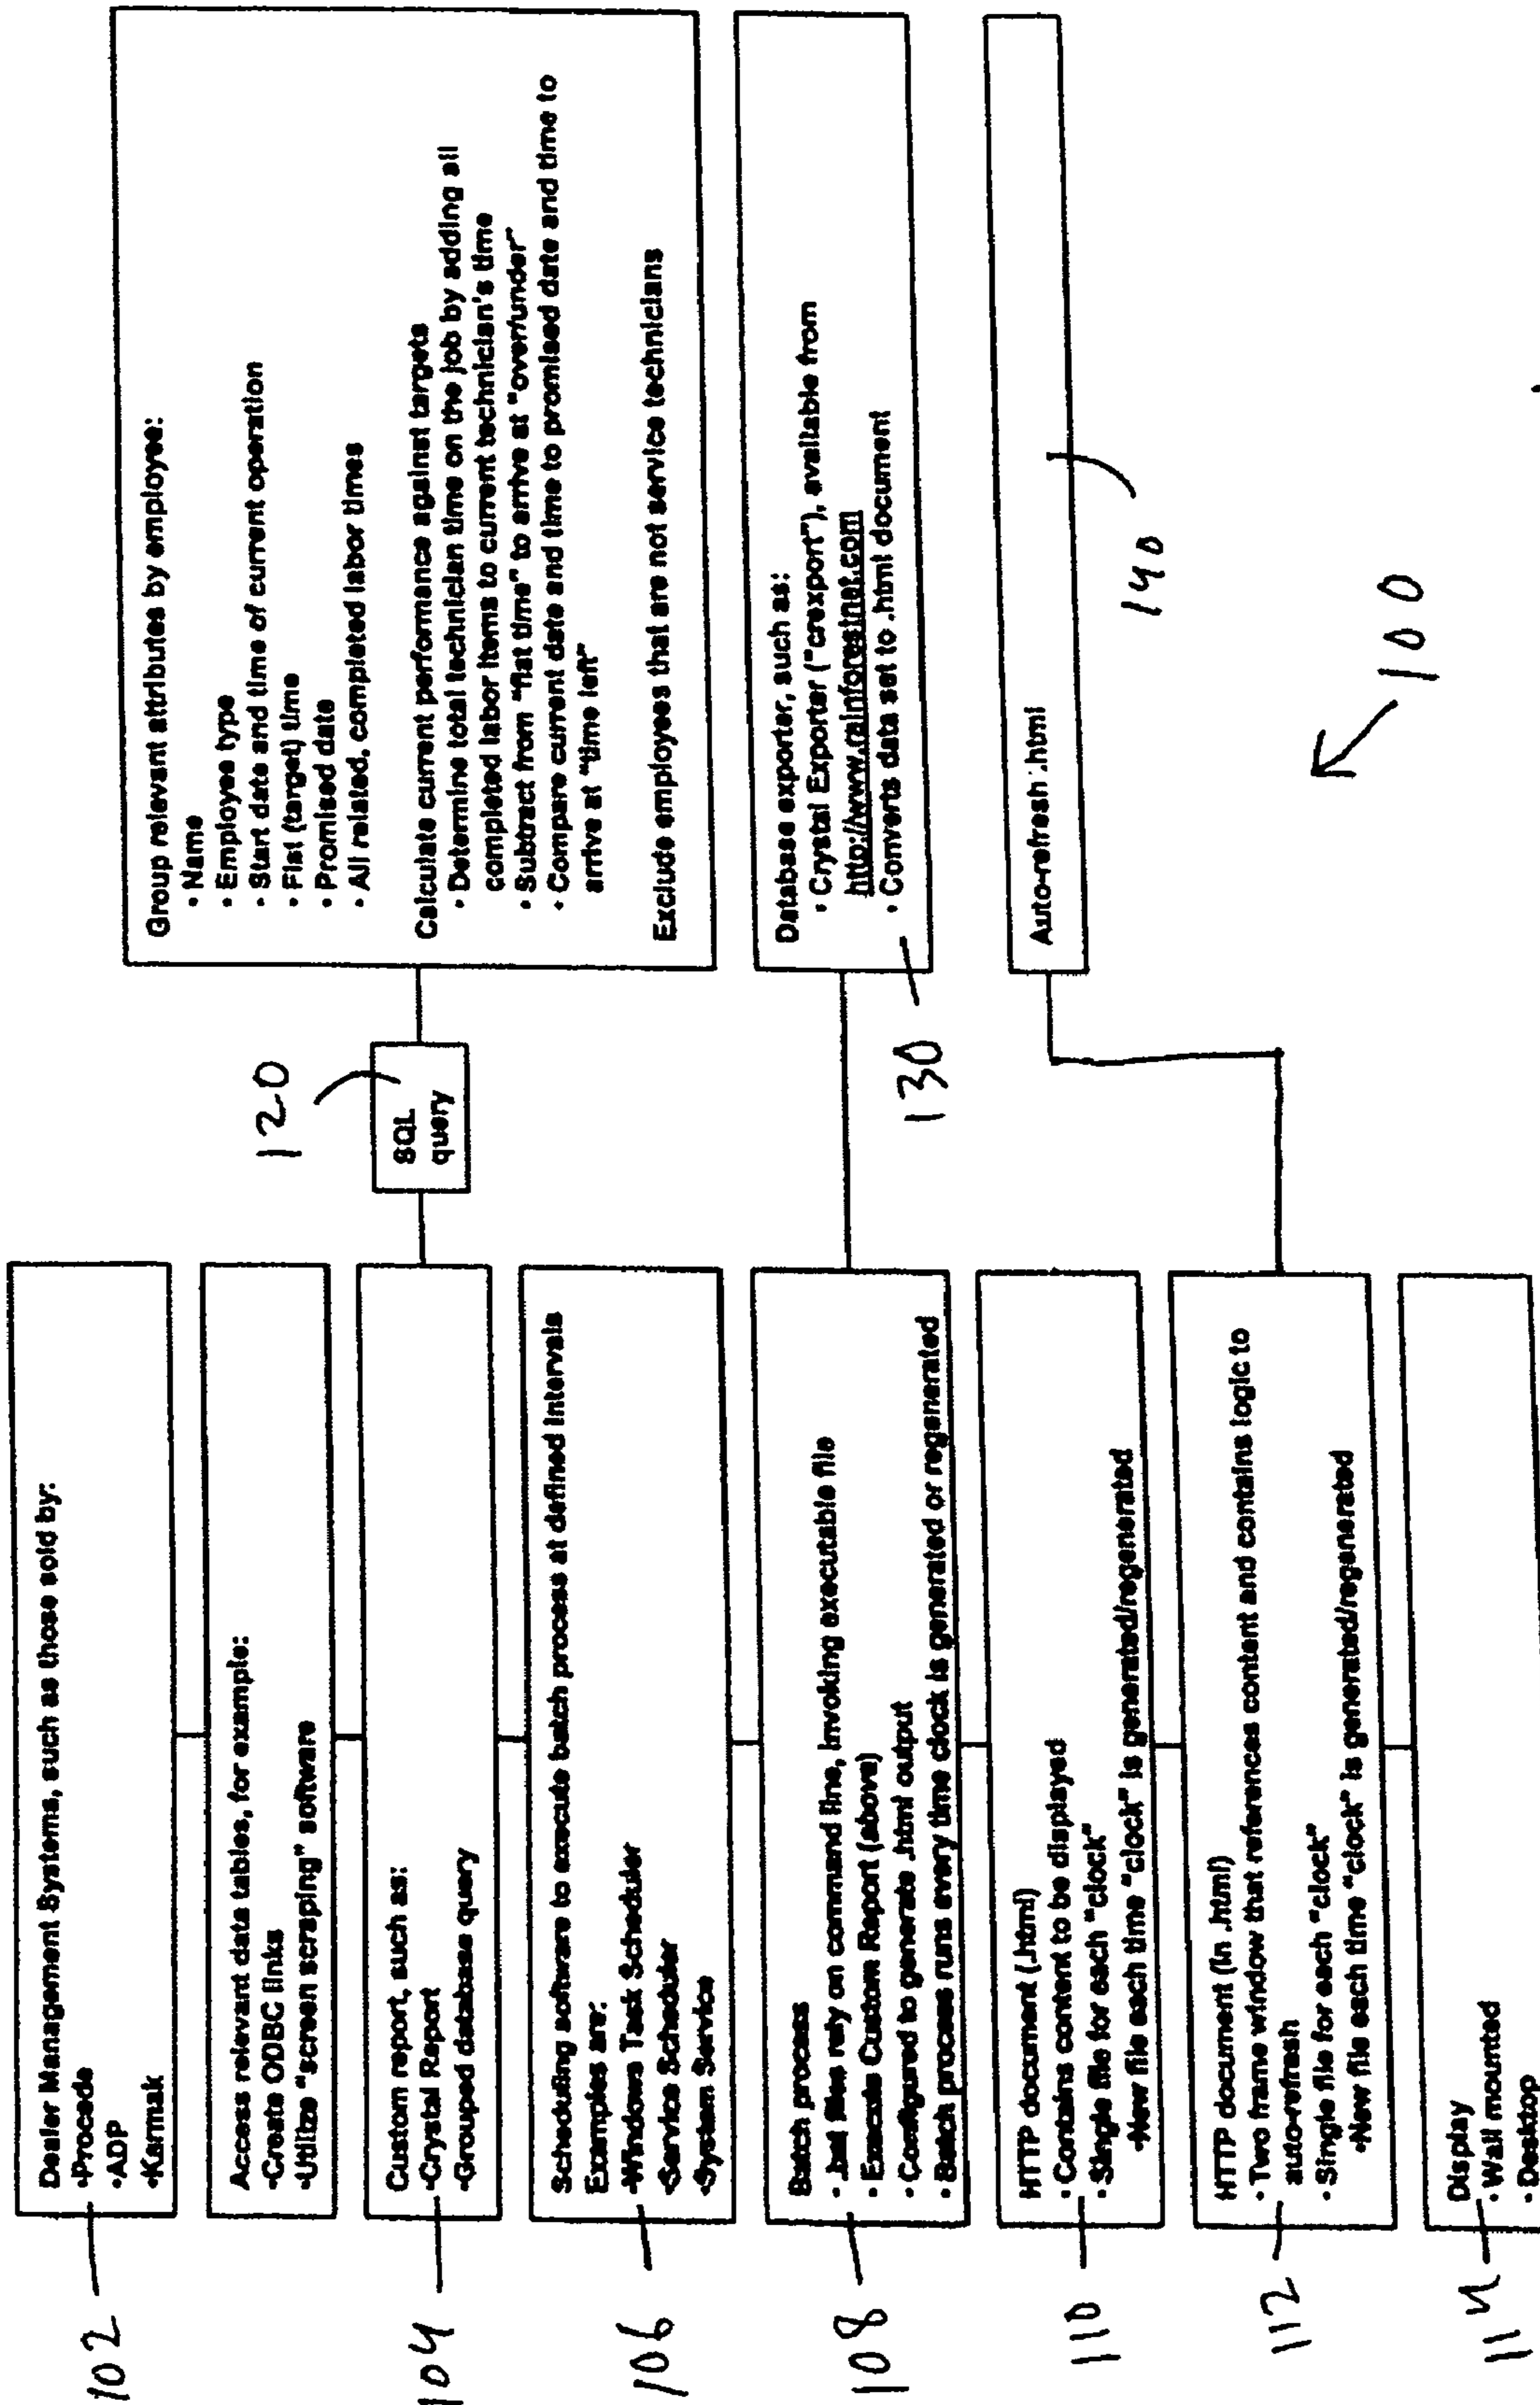 102
Dealer Management Systems, such as those sold by:
•Procede
•ADP
•Karmak
Access relevant data tables, for example:
•Create ODBC links
•Utilize "screen scraping" software
104
Custom report, such as:
•Crystal Report
•Grouped database query
120
SQL
query
Group relevant attributes by employee:
• Name
• Employee type
• Start date and time of current operation
• Flat (target) time
• Promised date
• All related, completed labor times
Calculate current performance against targets
• Determine total technician time on the job by adding all
completed labor items to current technician's time
• Subtract from "flat time" to arrive at "over/under"
• Compare current date and time to promised date and time to
arrive at "time left"
Exclude employees that are not service technicians
106
Scheduling software to execute batch process at defined intervals
Examples are:
•Windows Task Scheduler
•Service Scheduler
•System Service
108
Batch process
• .bat files rely on command line, invoking executable file
• Execute Custom Report (above)
• Configured to generate .html output
• Batch process runs every time clock is generated or regenerated
130
Database exporter, such as:
• Crystal Exporter ("crexport"), available from
http://www.rainforestnet.com
• Converts data set to .html document
110
HTTP document (.html)
• Contains content to be displayed
• Single file for each "clock"
•New file each time "clock" is generated/regenerated
112
HTTP document (in .html)
• Two frame window that references content and contains logic to
auto-refresh
• Single file for each "clock"
•New file each time "clock" is generated/regenerated
Auto-refresh .html
140
114
Display
• Wall mounted
• Desktop
100